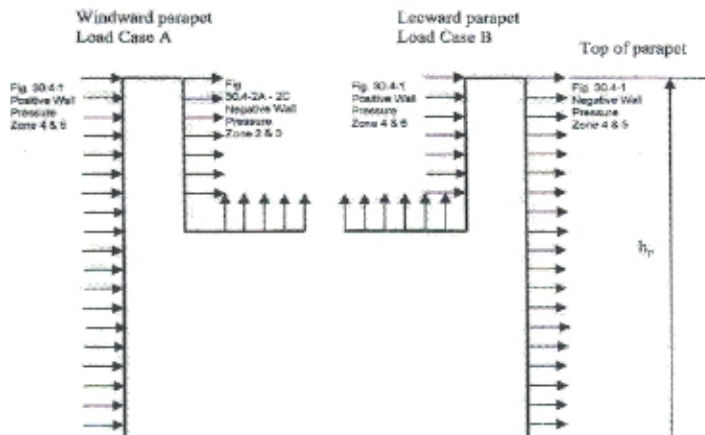 Windward parapet
Load Case A
Leeward parapet
Load Case B
Top of parapet
Fig. 30.4-1
Positive Wall
Pressure
Zone 4 & 5
Fig
30.4-2A - 2C
Negative Wall
Pressure
Zone 2 & 3
Fig. 30.4-1
Positive Wall
Pressure
Zone 4 & 5
Fig. 30.4-1
Negative Wall
Pressure
Zone 4 & 5
hp